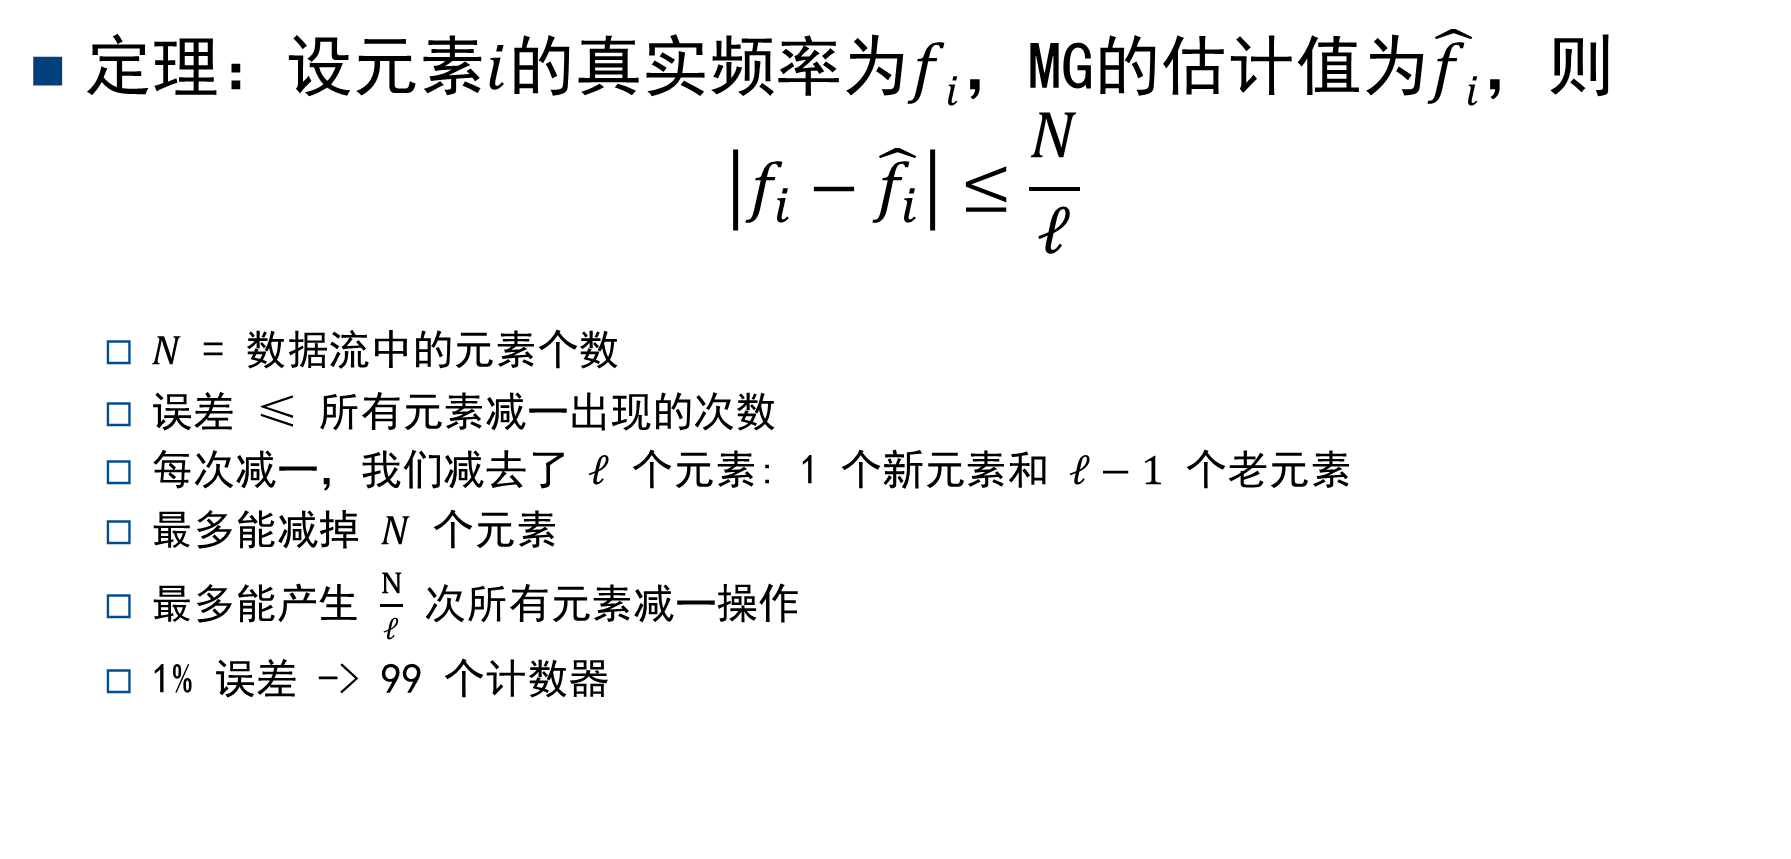 ■ 定理：设元素i的真实频率为f_i，MG的估计值为f̂_i，则
|f_i − f̂_i| ≤ N/ℓ
□ N = 数据流中的元素个数
□ 误差 ≤ 所有元素减一出现的次数
□ 每次减一，我们减去了 ℓ 个元素：1 个新元素和 ℓ − 1 个老元素
□ 最多能减掉 N 个元素
□ 最多能产生 N/ℓ 次所有元素减一操作
□ 1% 误差 -> 99 个计数器